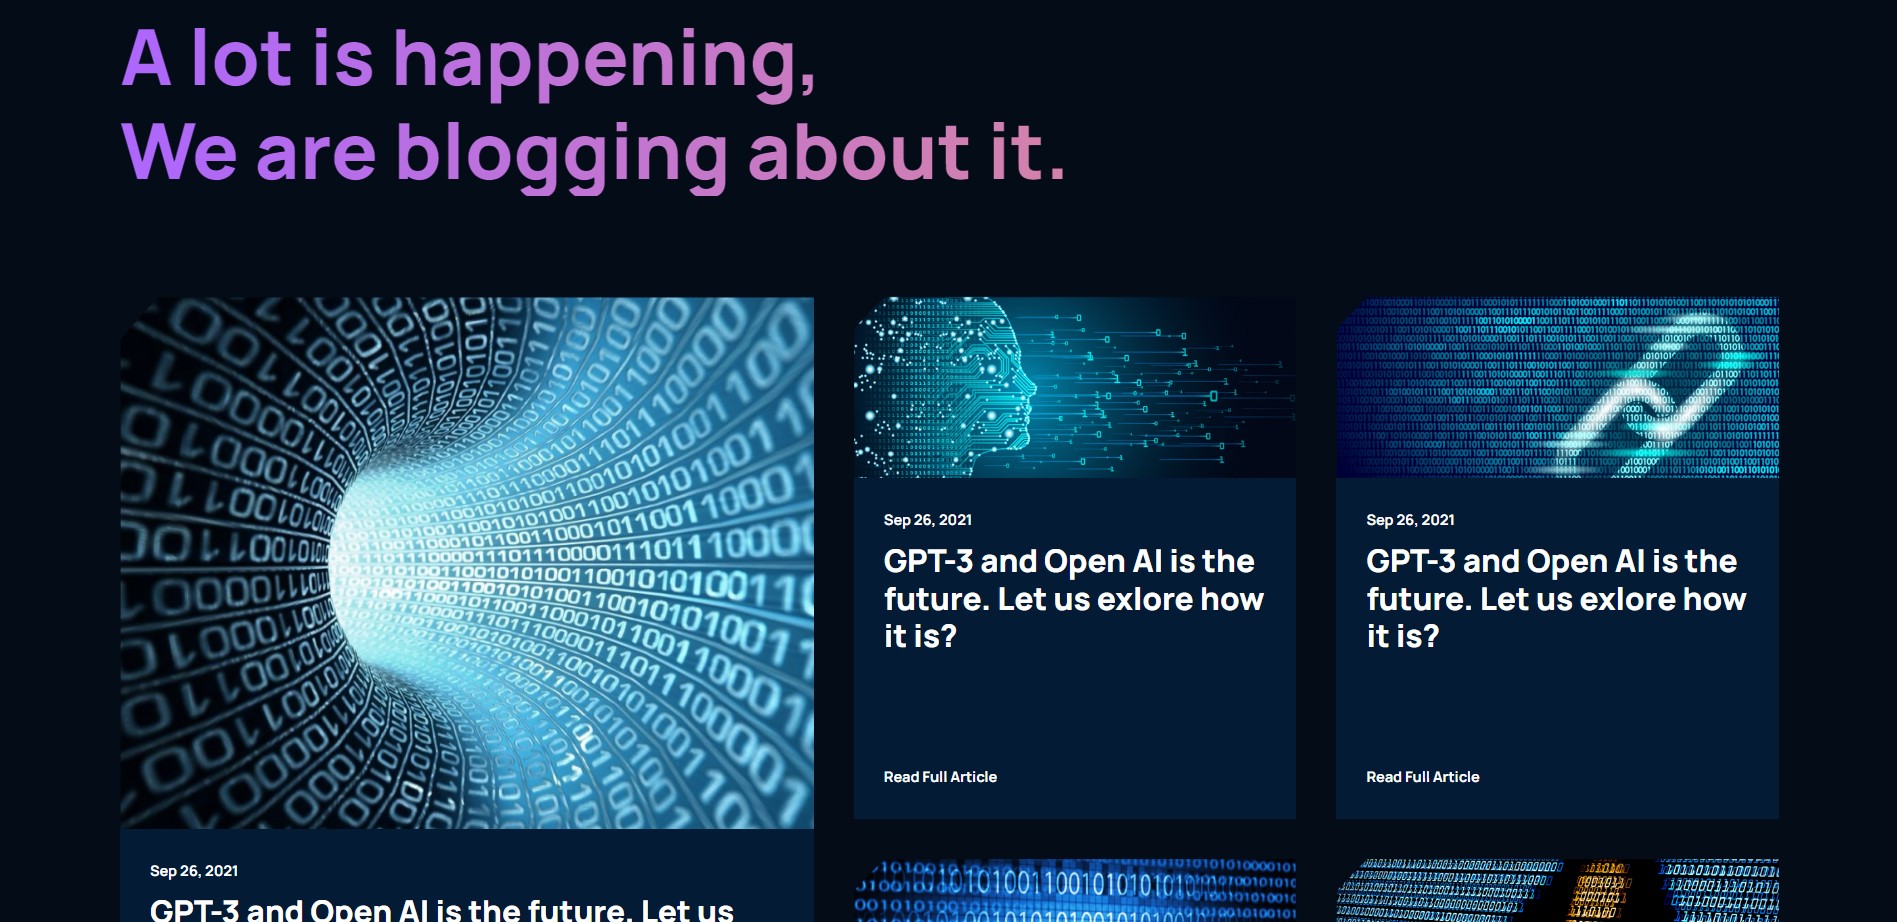 A lot is happening,
We are blogging about it.
Sep 26, 2021
GPT-3 and Open AI is the future. Let us
Sep 26, 2021
GPT-3 and Open AI is the
future. Let us exlore how
it is?
Read Full Article
Sep 26, 2021
GPT-3 and Open AI is the
future. Let us exlore how
it is?
Read Full Article